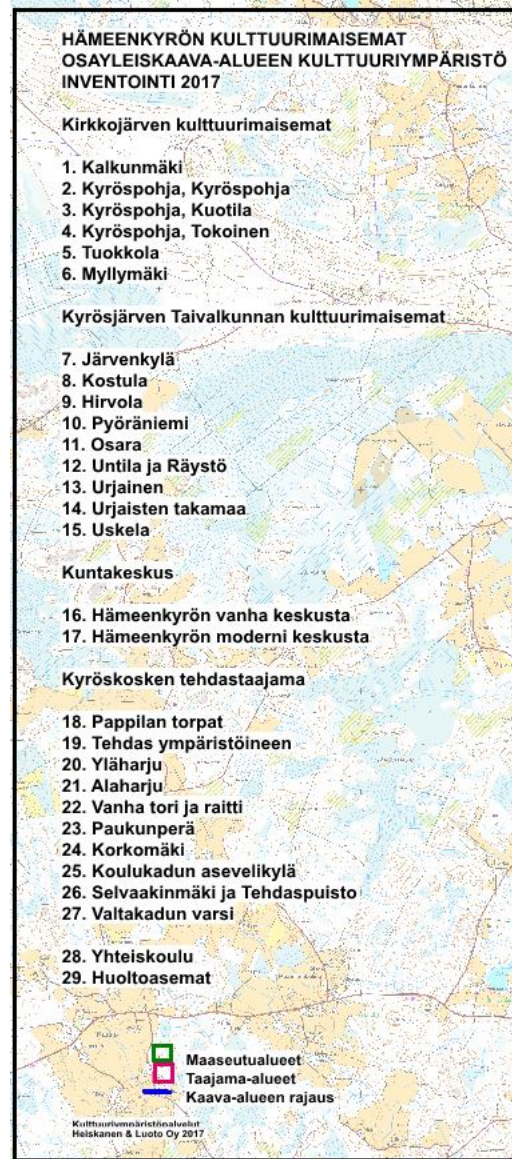 HÄMEENKYRÖN KULTTUURIMAISEMAT
OSAYLEISKAAVA-ALUEEN KULTTUURIYMPÄRISTÖ
INVENTOINTI 2017
Kirkkojärven kulttuurimaisemat
1. Kalkunmäki
2. Kyröspohja, Kyröspohja
3. Kyröspohja, Kuotila
4. Kyröspohja, Tokoinen
5. Tuokkola
6. Myllymäki
Kyrösjärven Taivalkunnan kulttuurimaisemat
7. Järvenkylä
8. Kostula
9. Hirvola
10. Pyöräniemi
11. Osara
12. Untila ja Räystö
13. Urjainen
14. Urjaisten takamaa
15. Uskela
Kuntakeskus
16. Hämeenkyrön vanha keskusta
17. Hämeenkyrön moderni keskusta
Kyröskosken tehdastaajama
18. Pappilan torpat
19. Tehdas ympäristöineen
20. Yläharju
21. Alaharju
22. Vanha tori ja raitti
23. Paukunperä
24. Korkomäki
25. Koulukadun asevelikylä
26. Selvaakinmäki ja Tehdaspuisto
27. Valtakadun varsi
28. Yhteiskoulu
29. Huoltoasemat
Maaseutualueet
Taajama-alueet
Kaava-alueen rajaus
Kulttuuriympäristöpalvelut
Heiskanen & Luoto Oy 2017